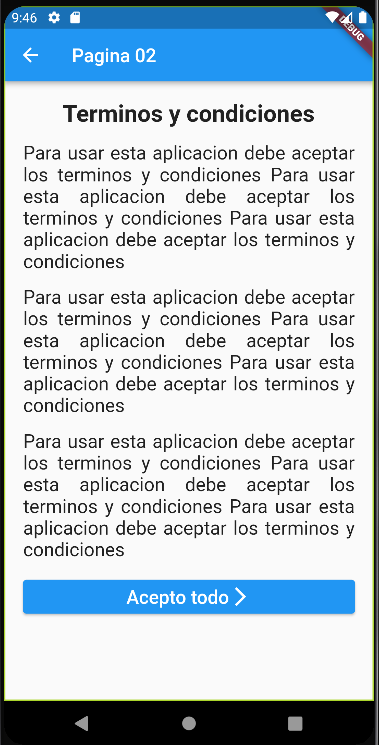 9:46
DEBUG
Pagina 02
Terminos y condiciones
Para usar esta aplicacion debe aceptar
los terminos y condiciones Para usar
esta aplicacion debe aceptar los
terminos y condiciones Para usar esta
aplicacion debe aceptar los terminos y
condiciones
Para usar esta aplicacion debe aceptar
los terminos y condiciones Para usar
esta aplicacion debe aceptar los
terminos y condiciones Para usar esta
aplicacion debe aceptar los terminos y
condiciones
Para usar esta aplicacion debe aceptar
los terminos y condiciones Para usar
esta aplicacion debe aceptar los
terminos y condiciones Para usar esta
aplicacion debe aceptar los terminos y
condiciones
Acepto todo